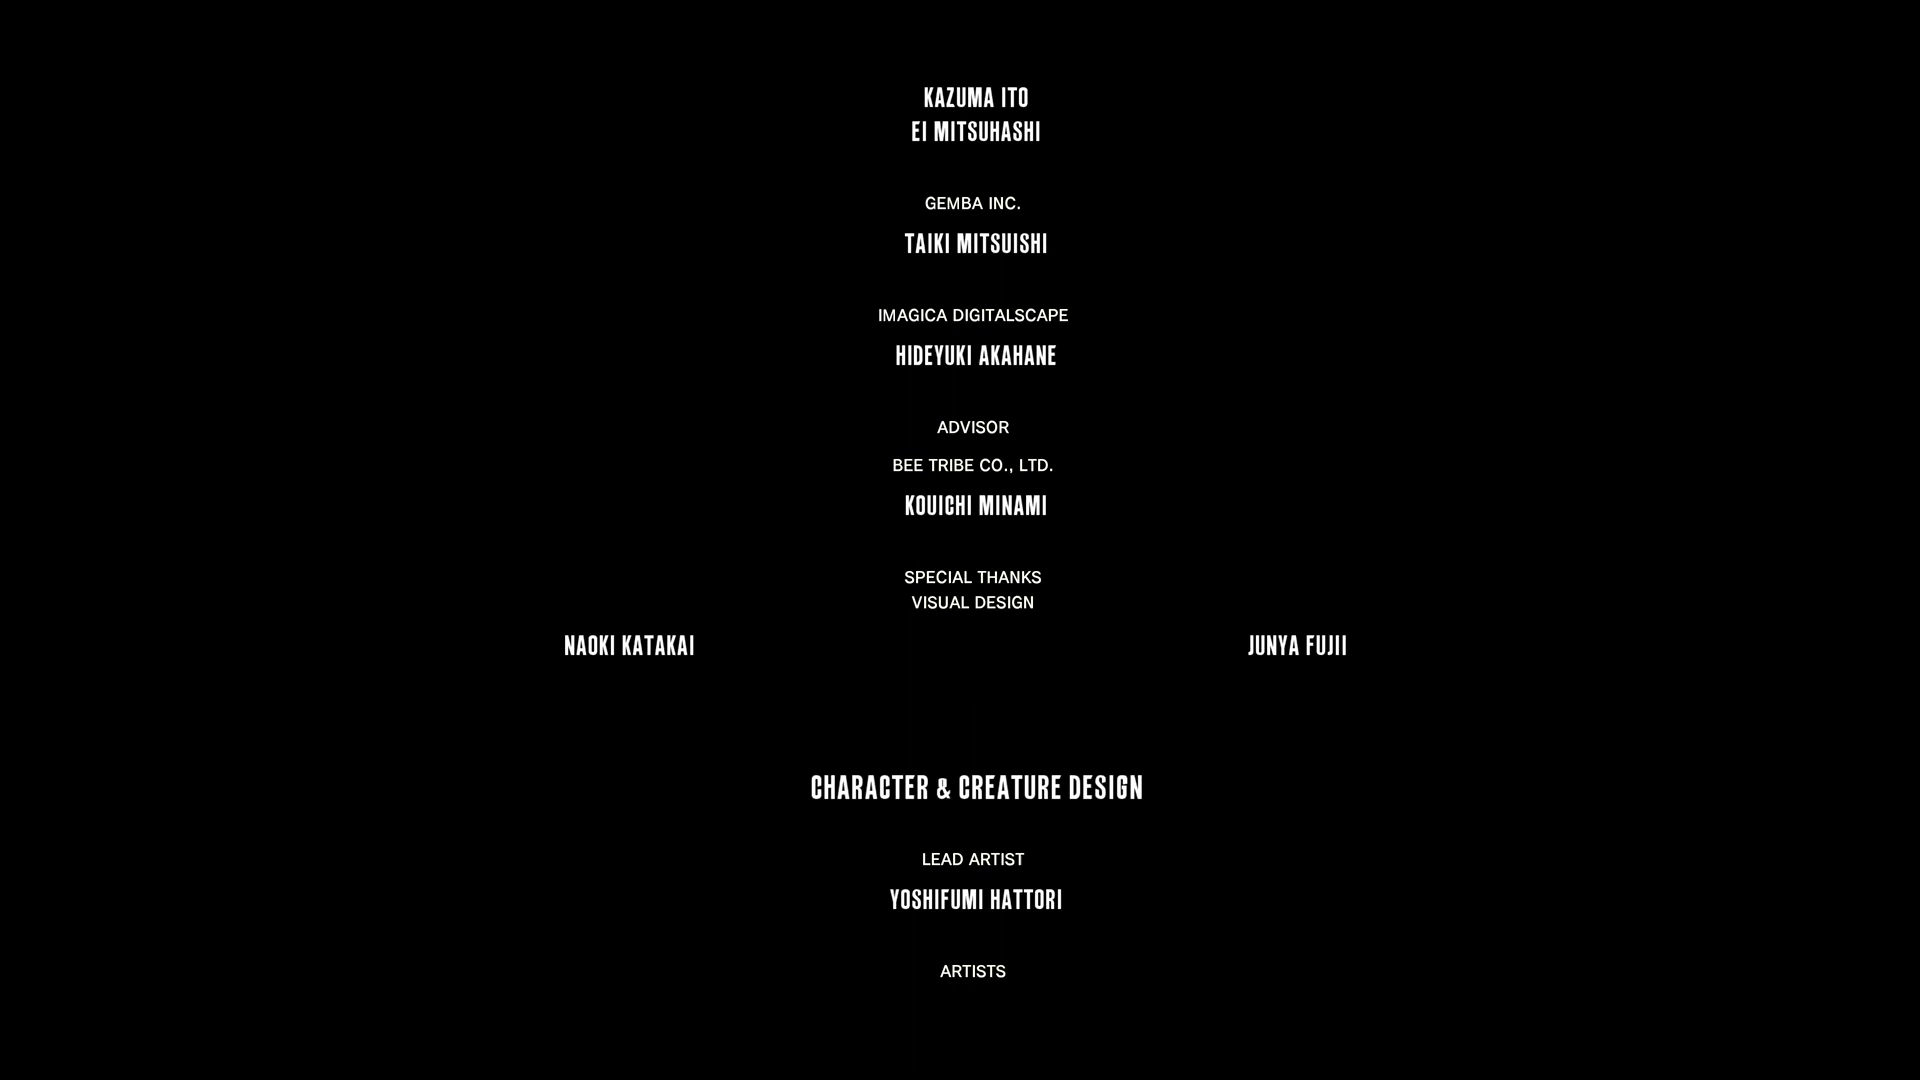 KAZUMA ITO
EI MITSUHASHI
GEMBA INC.
TAIKI MITSUISHI
IMAGICA DIGITALSCAPE
HIDEYUKI AKAHANE
ADVISOR
BEE TRIBE CO., LTD.
KOUICHI MINAMI
SPECIAL THANKS
VISUAL DESIGN
NAOKI KATAKAI JUNYA FUJII
CHARACTER & CREATURE DESIGN
LEAD ARTIST
YOSHIFUMI HATTORI
ARTISTS